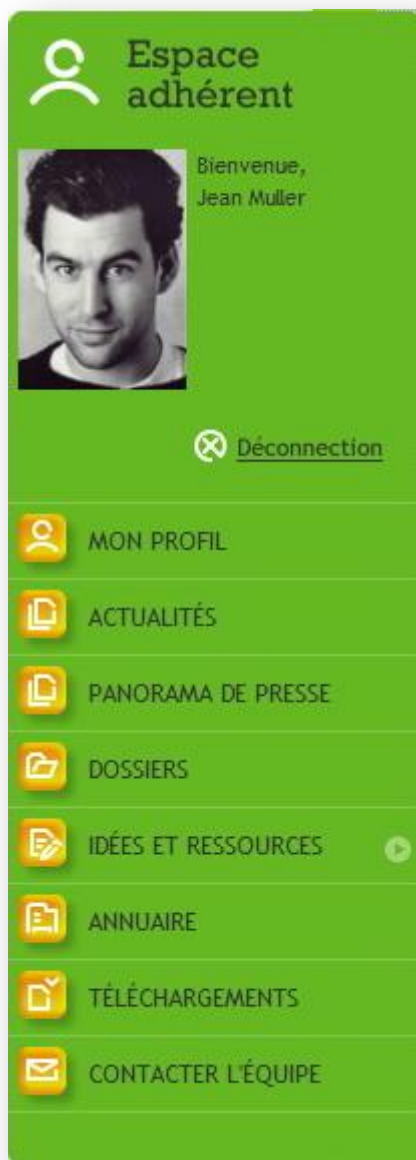 Espace
adhérent
Bienvenue,
Jean Muller
Déconnection
MON PROFIL
ACTUALITÉS
PANORAMA DE PRESSE
DOSSIERS
IDÉES ET RESSOURCES
ANNUAIRE
TÉLÉCHARGEMENTS
CONTACTER L'ÉQUIPE